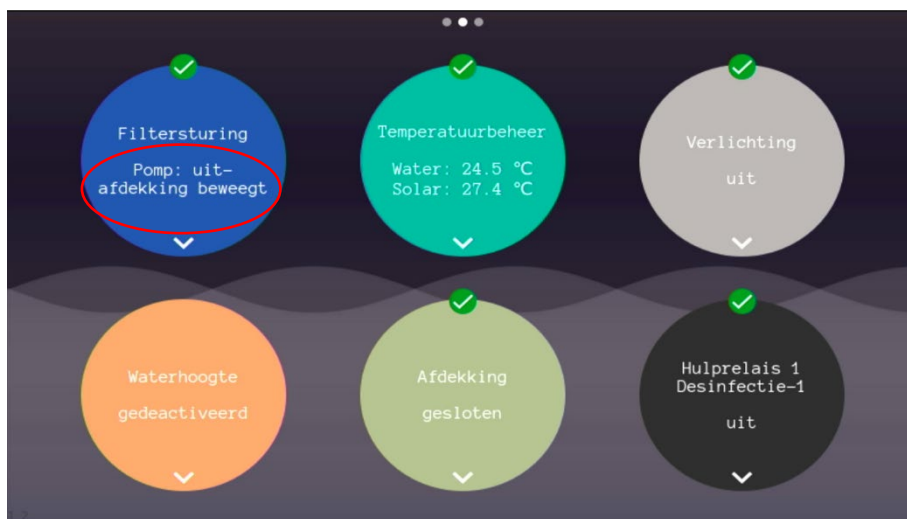 Filtersturing
Pomp: uit-
afdekking beweegt
Temperatuurbeheer
Water: 24.5 °C
Solar: 27.4 °C
Verlichting
uit
Waterhoogte
gedeactiveerd
Afdekking
gesloten
Hulprelais 1
Desinfectie-1
uit